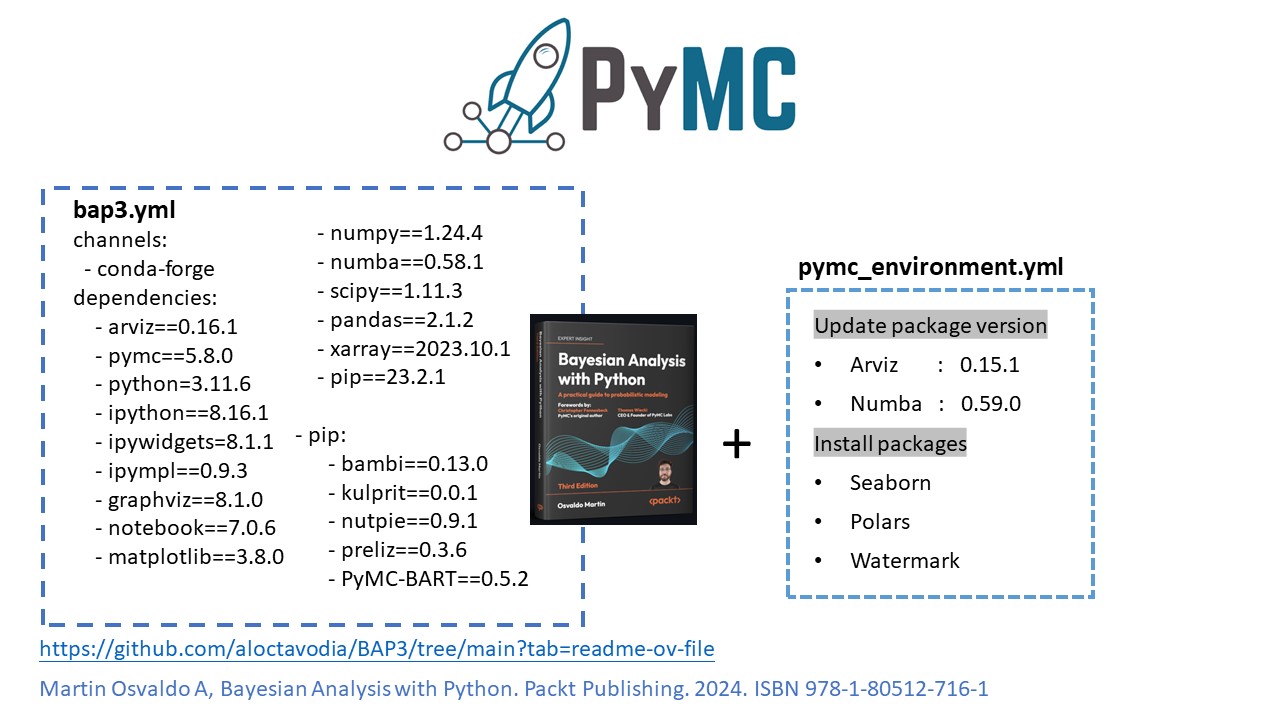 PyMC
bap3.yml
channels:
- conda-forge
dependencies:
- arviz==0.16.1
- pymc==5.8.0
- python=3.11.6
- ipython==8.16.1
- ipywidgets=8.1.1
- ipympl==0.9.3
- graphviz==8.1.0
- notebook==7.0.6
- matplotlib==3.8.0
- numpy==1.24.4
- numba==0.58.1
- scipy==1.11.3
- pandas==2.1.2
- xarray==2023.10.1
- pip==23.2.1
- pip:
- bambi==0.13.0
- kulprit==0.0.1
- nutpie==0.9.1
- preliz==0.3.6
- PyMC-BART==0.5.2
EXPERT INSIGHT
Bayesian Analysis
with Python
A practical guide to probabilistic modeling
Forewords by:
Christopher Fonnesbeck
PyMC's original author
Thomas Wiecki
CEO & Founder of PyMC Labs
Third Edition
Osvaldo Martin
<packt>
Bayesian Analysis with Python
Osvaldo Martin
+
pymc_environment.yml
Update package version
• Arviz : 0.15.1
• Numba : 0.59.0
Install packages
• Seaborn
• Polars
• Watermark
https://github.com/aloctavodia/BAP3/tree/main?tab=readme-ov-file
Martin Osvaldo A, Bayesian Analysis with Python. Packt Publishing. 2024. ISBN 978-1-80512-716-1